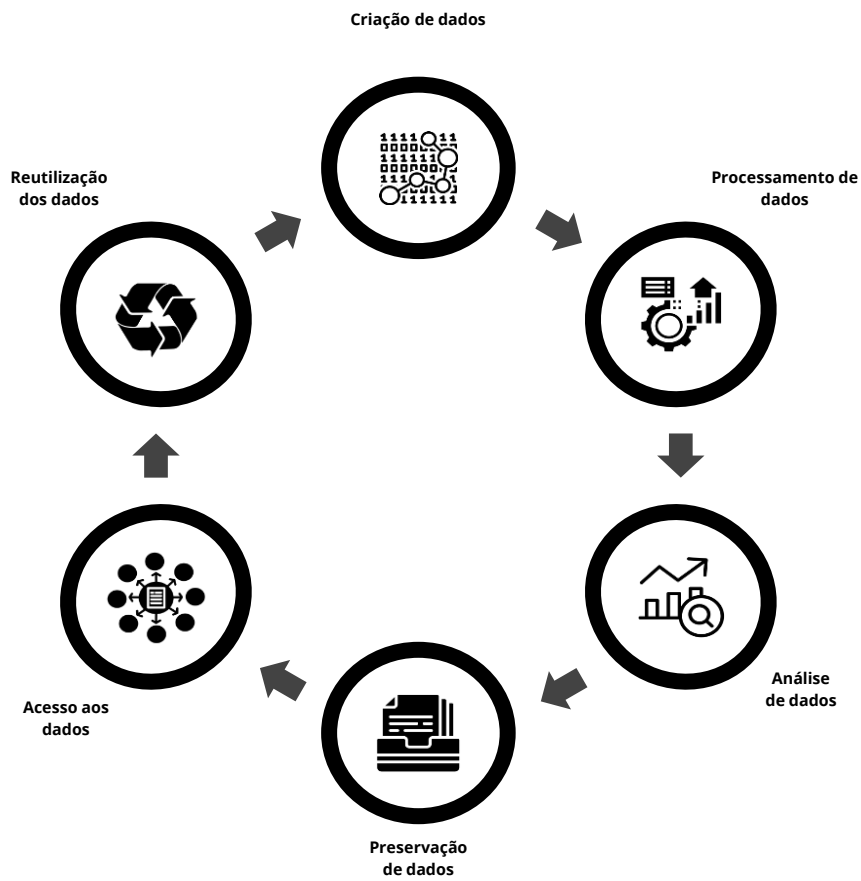 Criação de dados
Reutilização
dos dados
Processamento de
dados
Acesso aos
dados
Análise
de dados
Preservação
de dados